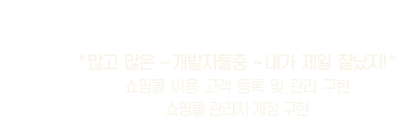 "많고 많은 ~ 개발자들중 ~ 내가 제일 잘났지!"
쇼핑몰 이용 고객 등록 및 관리 구현
쇼핑몰 관리자 계정 구현